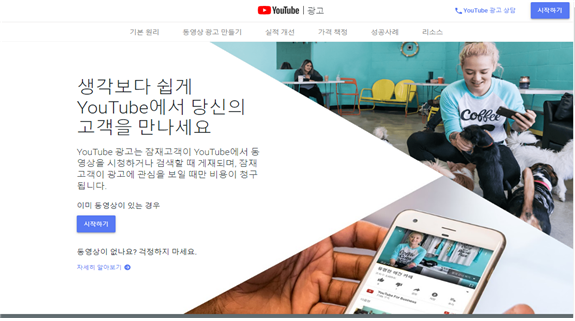 YouTube | 광고
YouTube 광고 상담
시작하기
기본 원리
동영상 광고 만들기
실적 개선
가격 책정
성공사례
리소스
생각보다 쉽게
YouTube에서 당신의
고객을 만나세요
YouTube 광고는 잠재고객이 YouTube에서 동
영상을 시청하거나 검색할 때 게재되며, 잠재
고객이 광고에 관심을 보일 때만 비용이 청구
됩니다.
이미 동영상이 있는 경우
시작하기
동영상이 없나요? 걱정하지 마세요.
자세히 알아보기
YouTube For Business